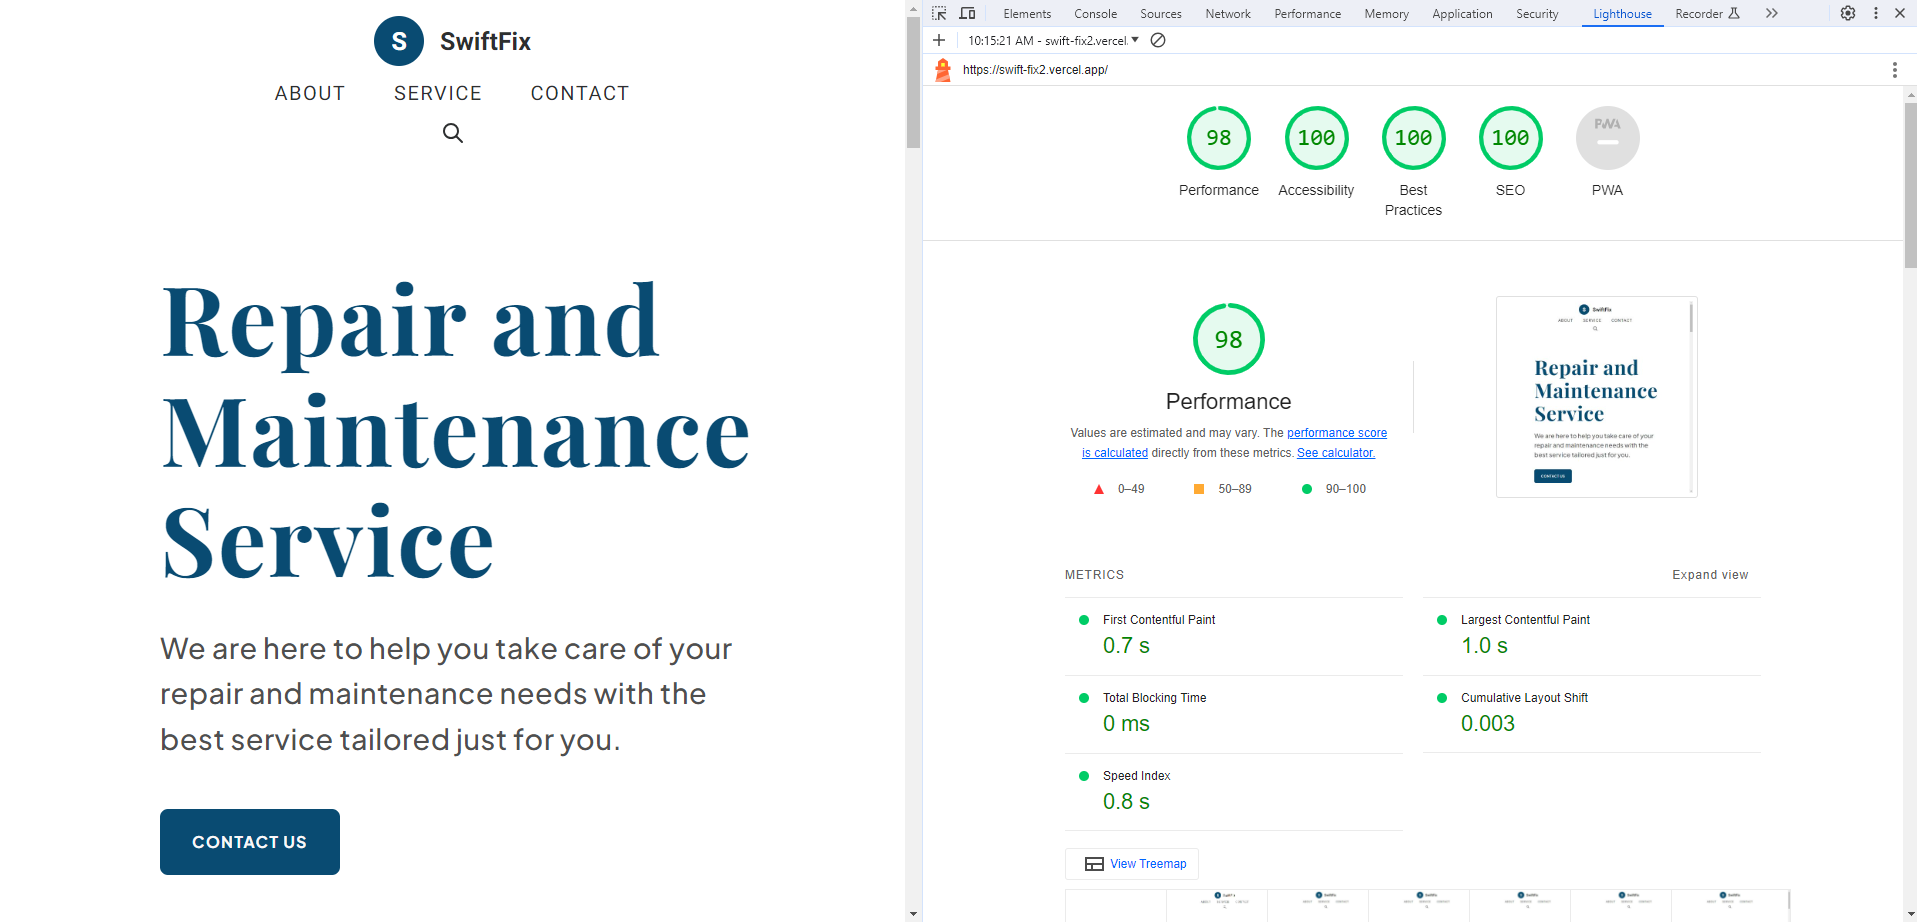 S SwiftFix
ABOUT SERVICE CONTACT
Repair and
Maintenance
Service
We are here to help you take care of your
repair and maintenance needs with the
best service tailored just for you.
CONTACT US
Elements Console Sources Network Performance Memory Application Security Lighthouse Recorder
10:15:21 AM - swift-fix2.vercel.
https://swift-fix2.vercel.app/
98 100 100 100 PWA
Performance Accessibility Best Practices SEO PWA
98
Performance
Values are estimated and may vary. The performance score
is calculated directly from these metrics. See calculator.
0–49 50–89 90–100
S SwiftFix
ABOUT SERVICE CONTACT
Repair and
Maintenance
Service
We are here to help you take care of your
repair and maintenance needs with the
best service tailored just for you.
CONTACT US
METRICS Expand view
First Contentful Paint
0.7 s
Largest Contentful Paint
1.0 s
Total Blocking Time
0 ms
Cumulative Layout Shift
0.003
Speed Index
0.8 s
View Treemap